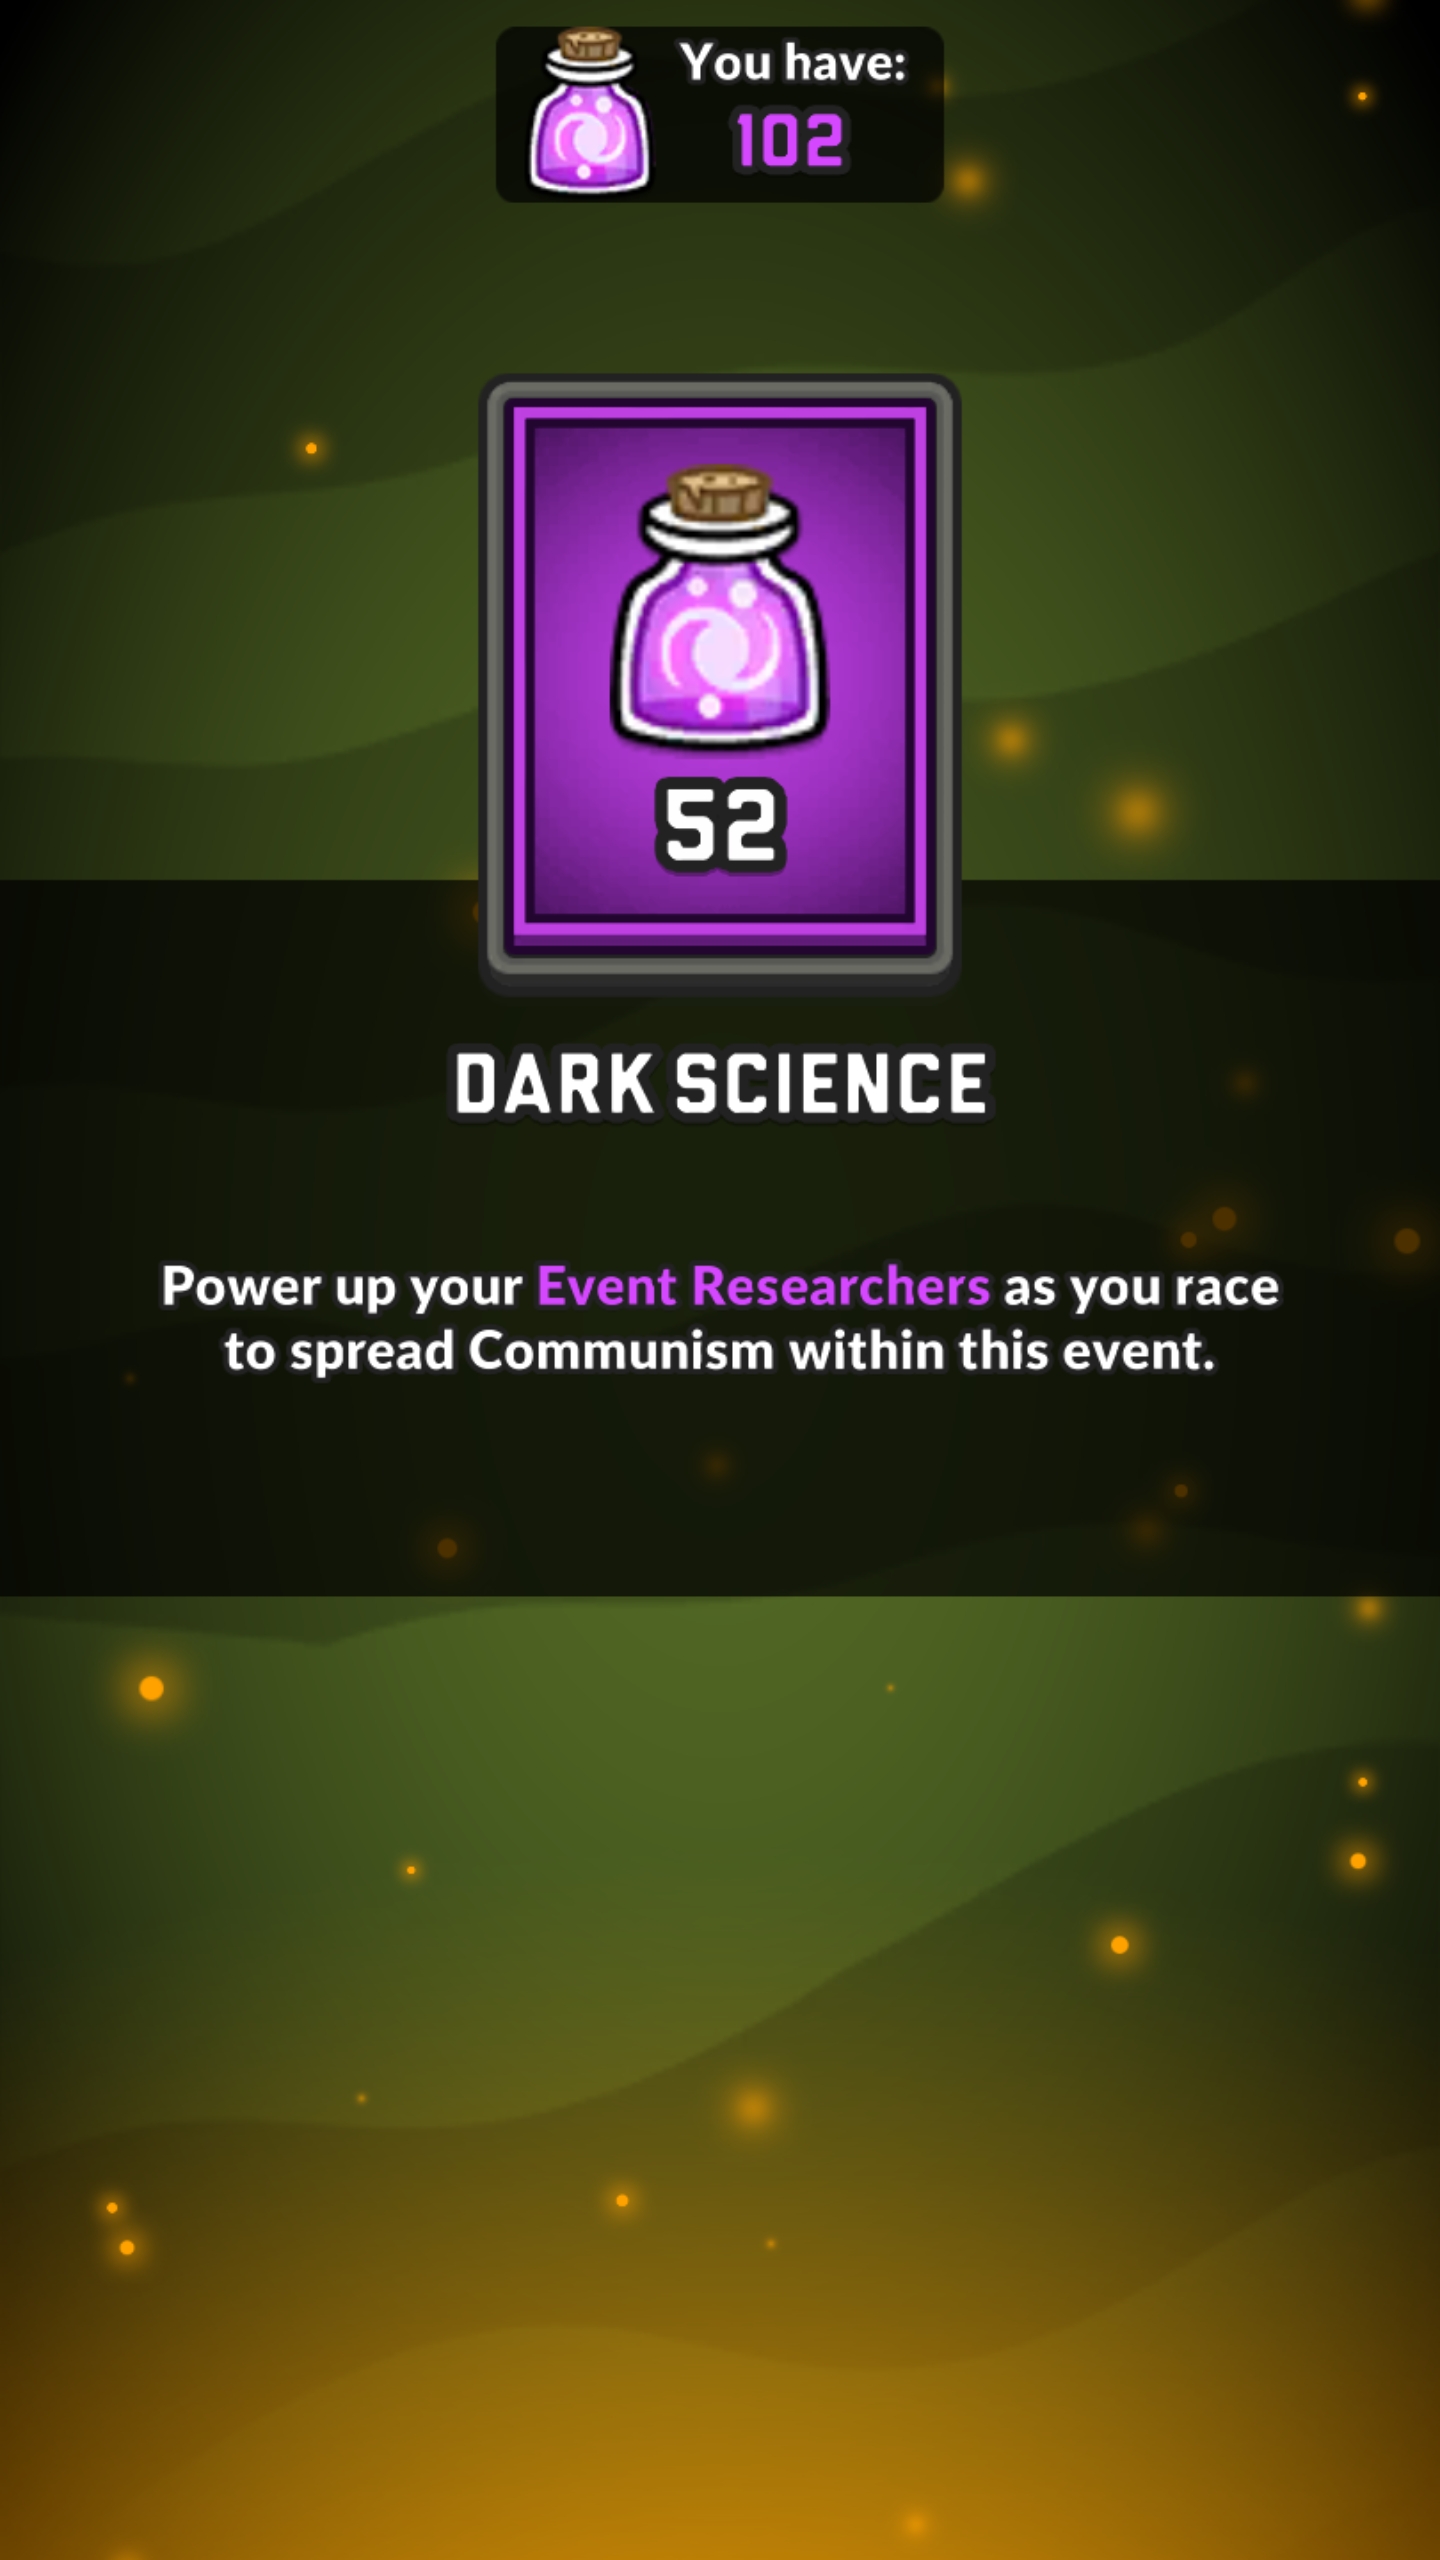 You have:
102
52
DARK SCIENCE
Power up your Event Researchers as you race
to spread Communism within this event.